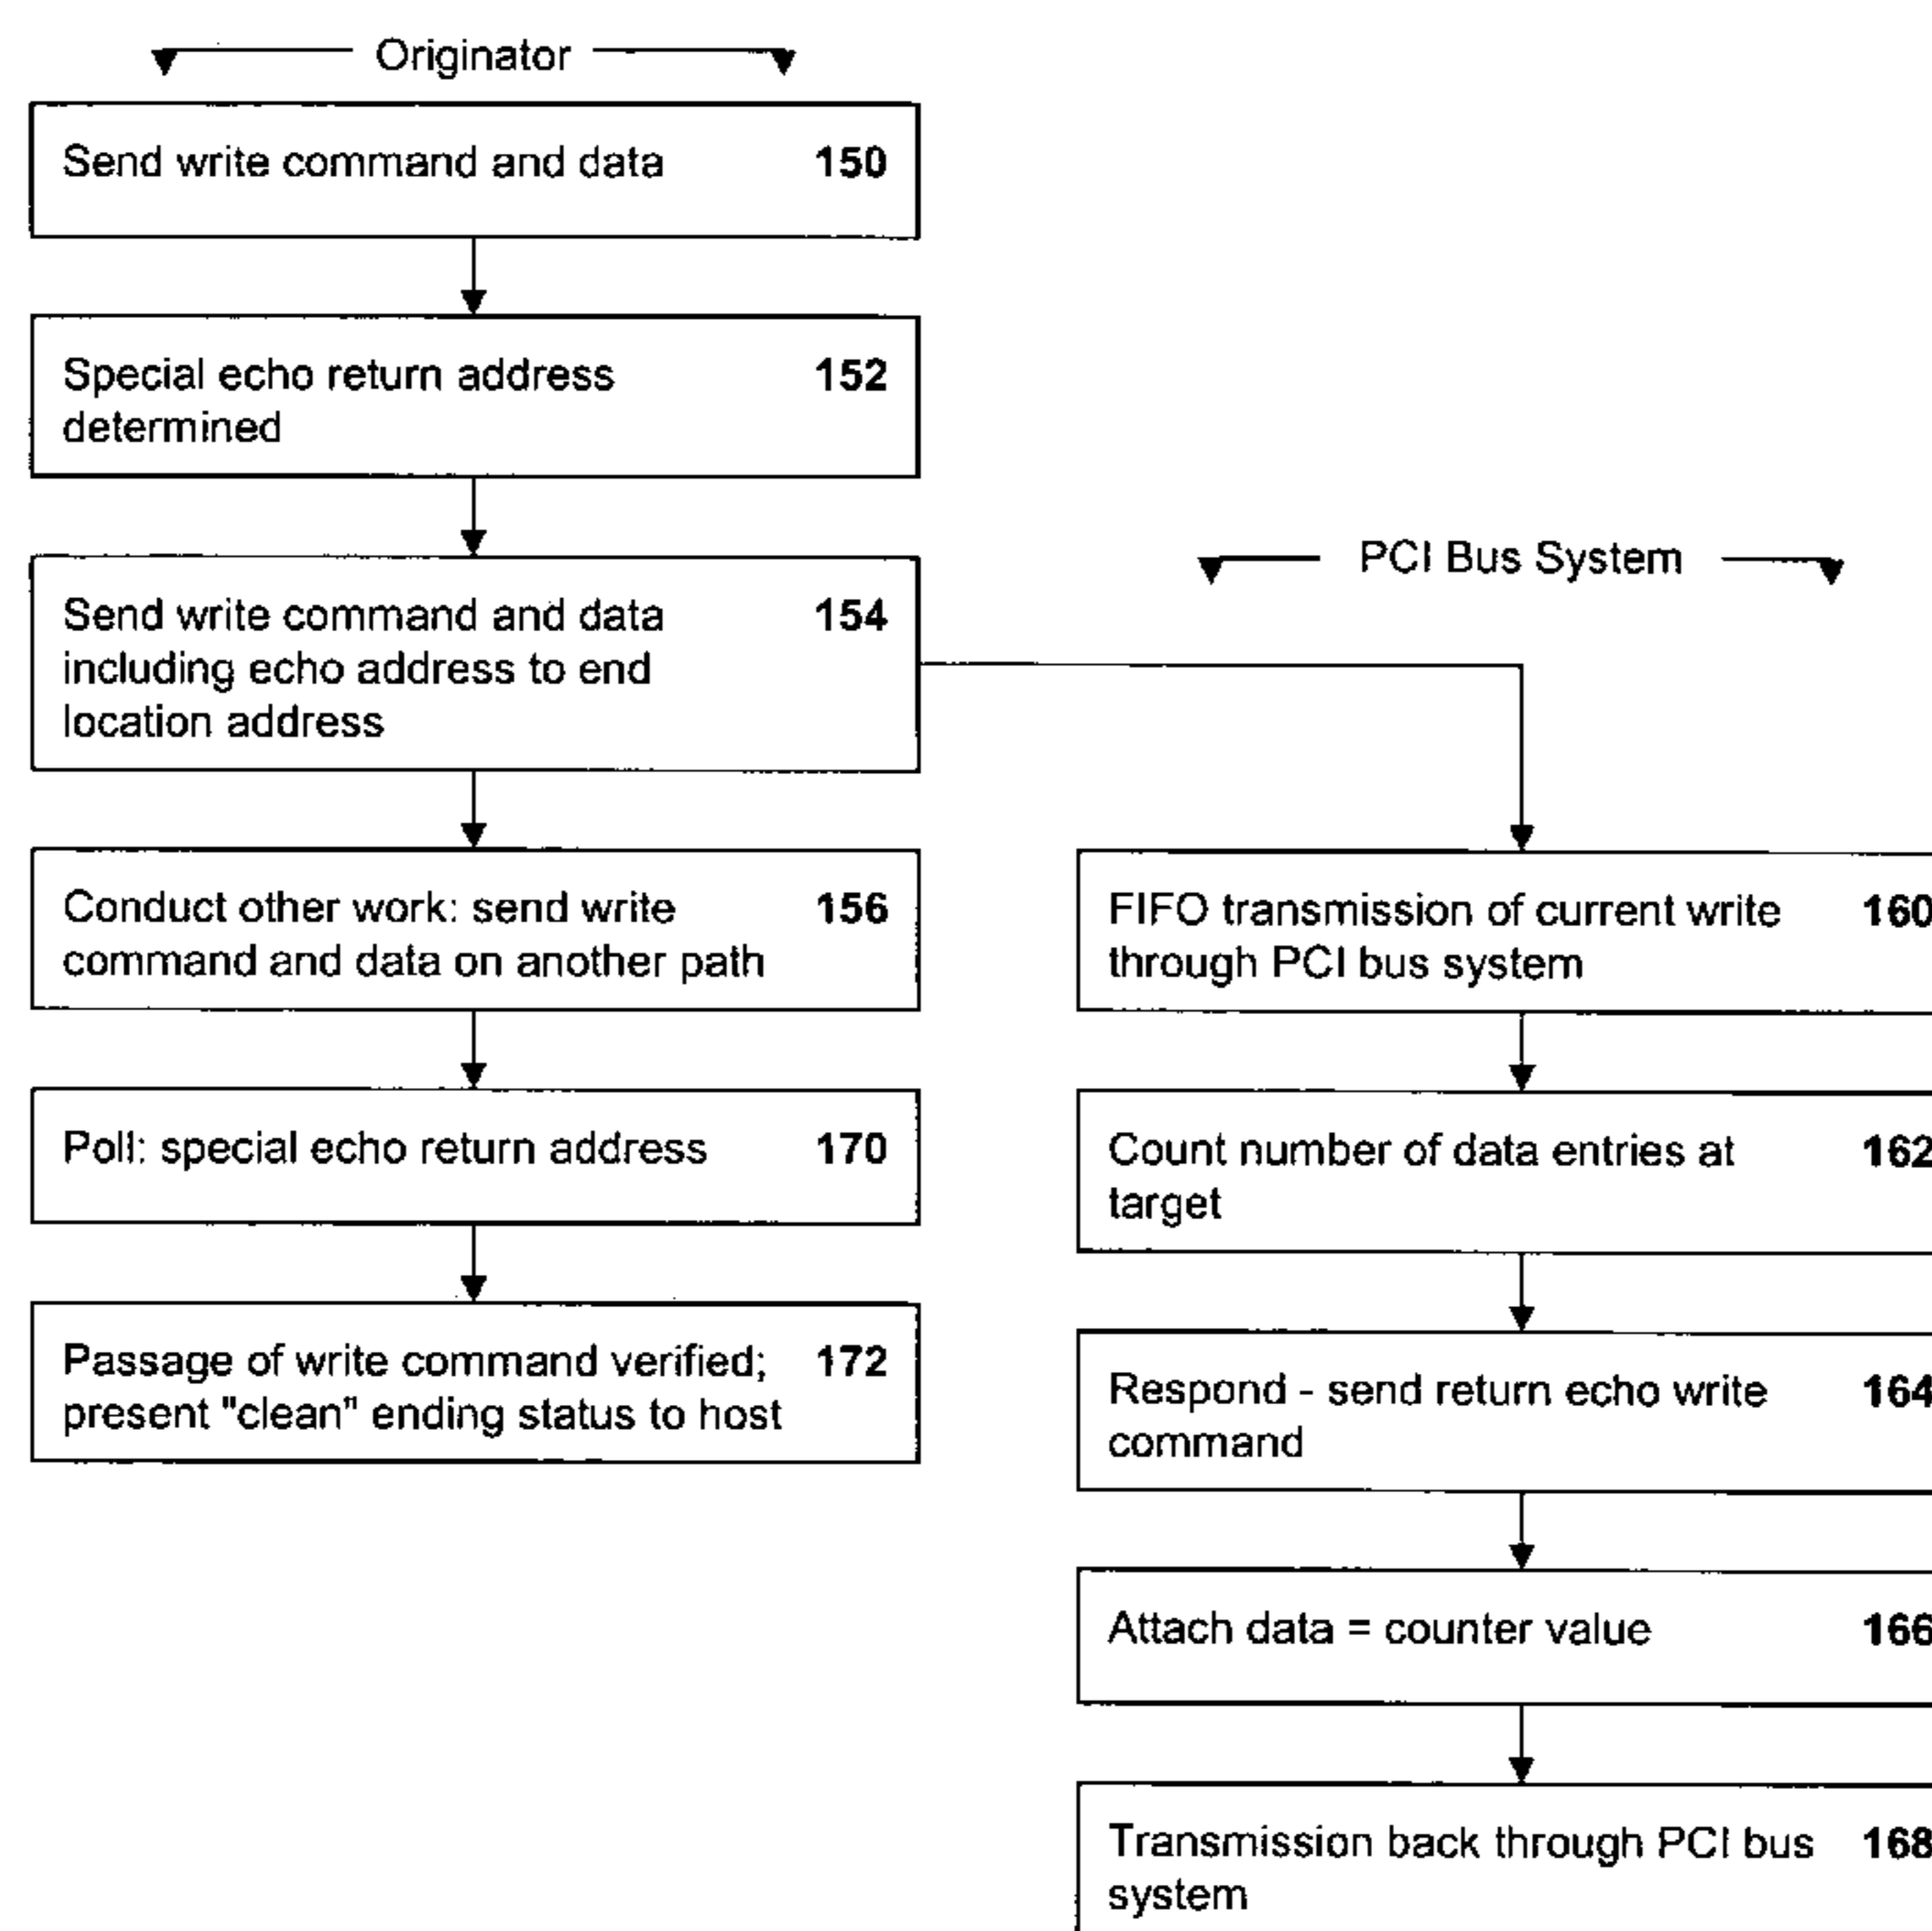 Originator
Send write command and data 150
Special echo return address 152
determined
Send write command and data 154
including echo address to end
location address
Conduct other work: send write 156
command and data on another path
Poll: special echo return address 170
Passage of write command verified; 172
present "clean" ending status to host
PCI Bus System
FIFO transmission of current write 160
through PCI bus system
Count number of data entries at 162
target
Respond - send return echo write 164
command
Attach data = counter value 166
Transmission back through PCI bus 168
system